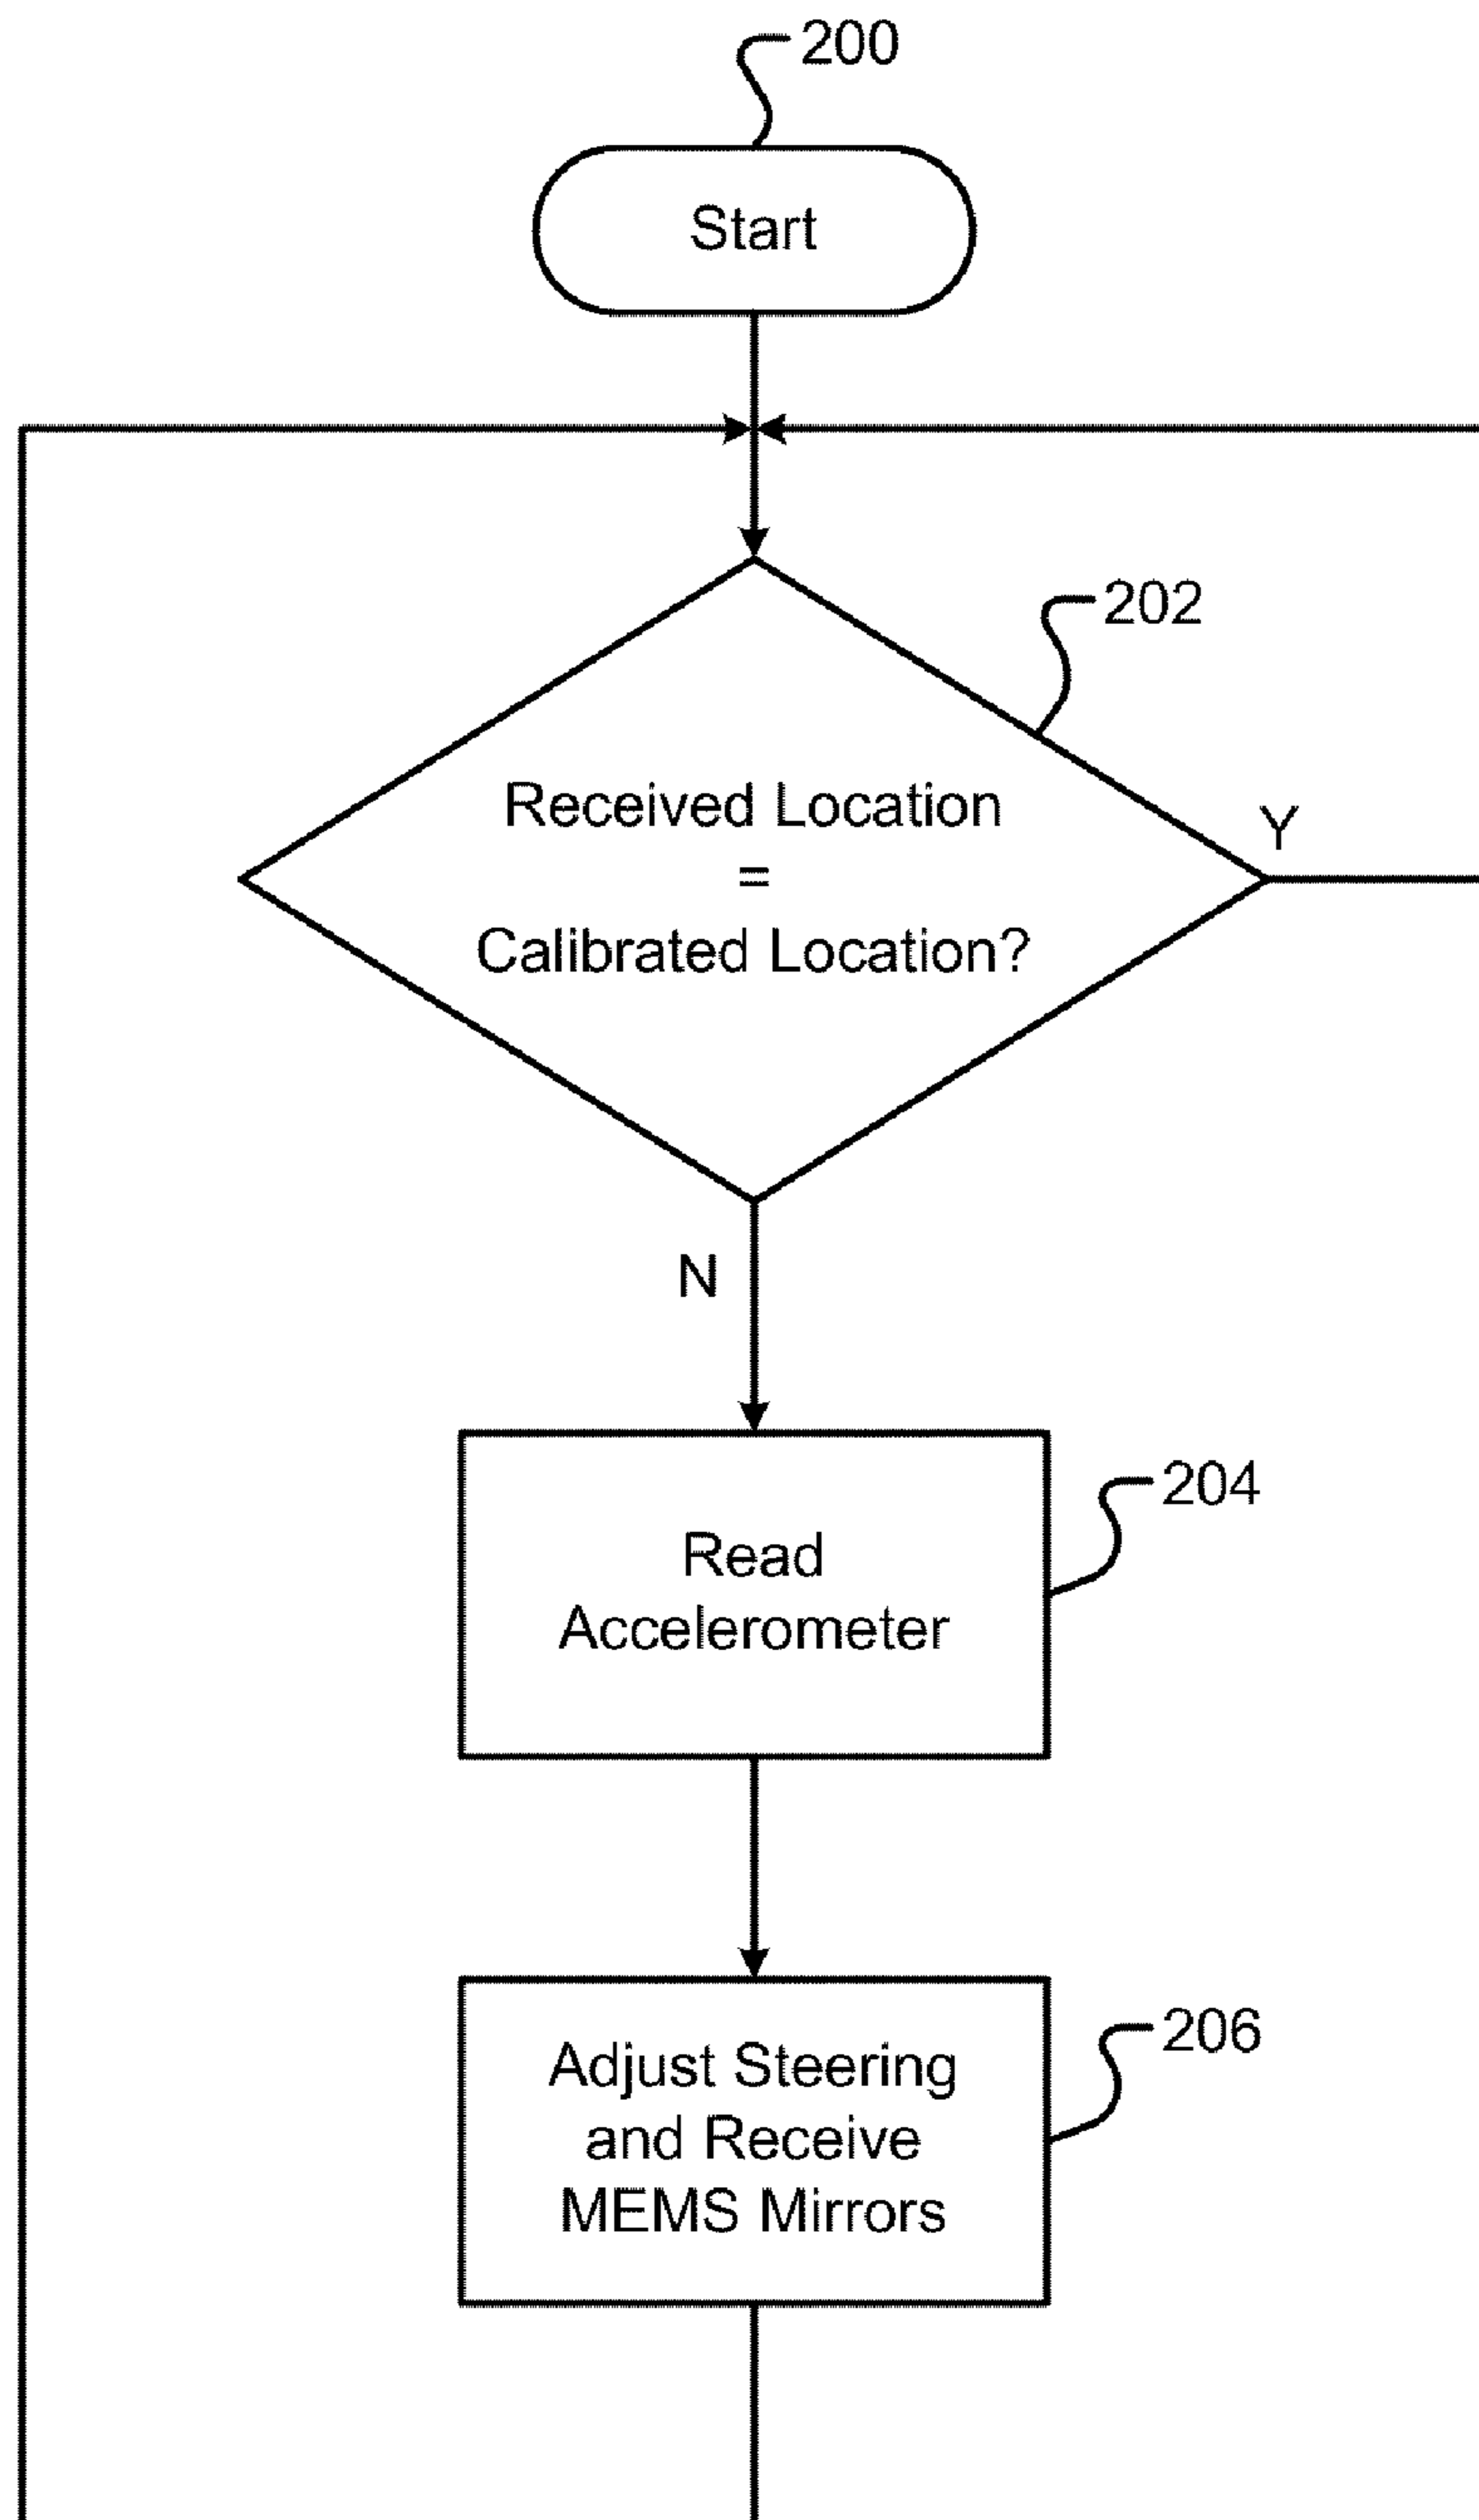 200
Start
202
Received Location
=
Calibrated Location?
Y
N
204
Read
Accelerometer
206
Adjust Steering
and Receive
MEMS Mirrors